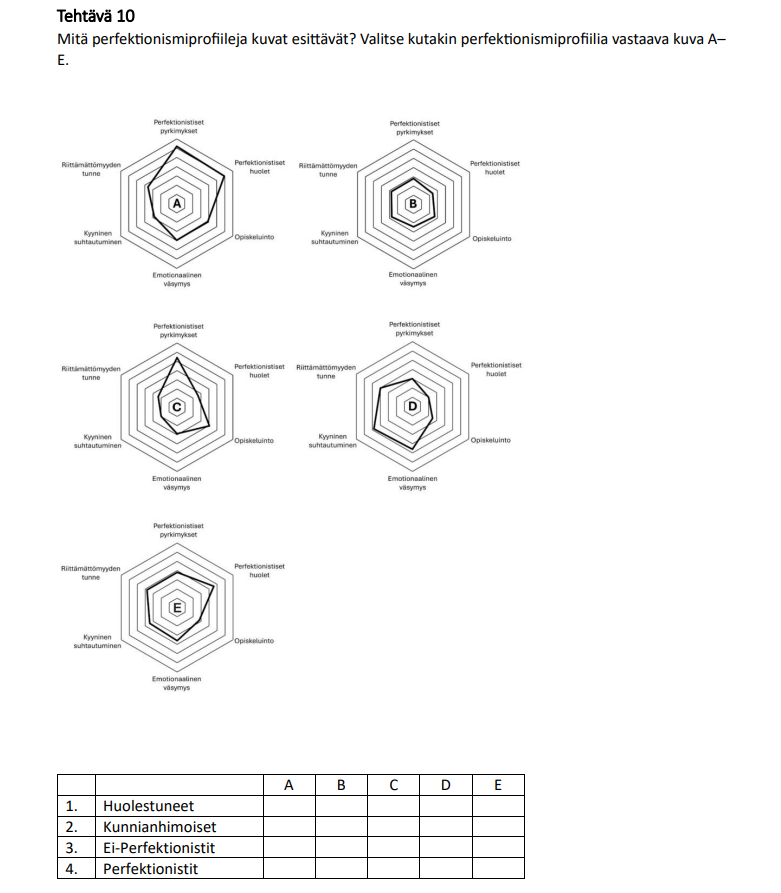 Tehtävä 10
Mitä perfektionismiprofiileja kuvat esittävät? Valitse kutakin perfektionismiprofiilia vastaava kuva A–
E.
Perfektionistiset
pyrkimykset
Riittämättömyyden
tunne
Perfektionistiset
huolet
A
Kyyninen
suhtautuminen
Opiskeluinto
Emotionaalinen
väsymys
Perfektionistiset
pyrkimykset
Riittämättömyyden
tunne
Perfektionistiset
huolet
B
Kyyninen
suhtautuminen
Opiskeluinto
Emotionaalinen
väsymys
Perfektionistiset
pyrkimykset
Riittämättömyyden
tunne
Perfektionistiset
huolet
C
Kyyninen
suhtautuminen
Opiskeluinto
Emotionaalinen
väsymys
Perfektionistiset
pyrkimykset
Riittämättömyyden
tunne
Perfektionistiset
huolet
D
Kyyninen
suhtautuminen
Opiskeluinto
Emotionaalinen
väsymys
Perfektionistiset
pyrkimykset
Riittämättömyyden
tunne
Perfektionistiset
huolet
E
Kyyninen
suhtautuminen
Opiskeluinto
Emotionaalinen
väsymys
A B C D E
1. Huolestuneet
2. Kunnianhimoiset
3. Ei-Perfektionistit
4. Perfektionistit